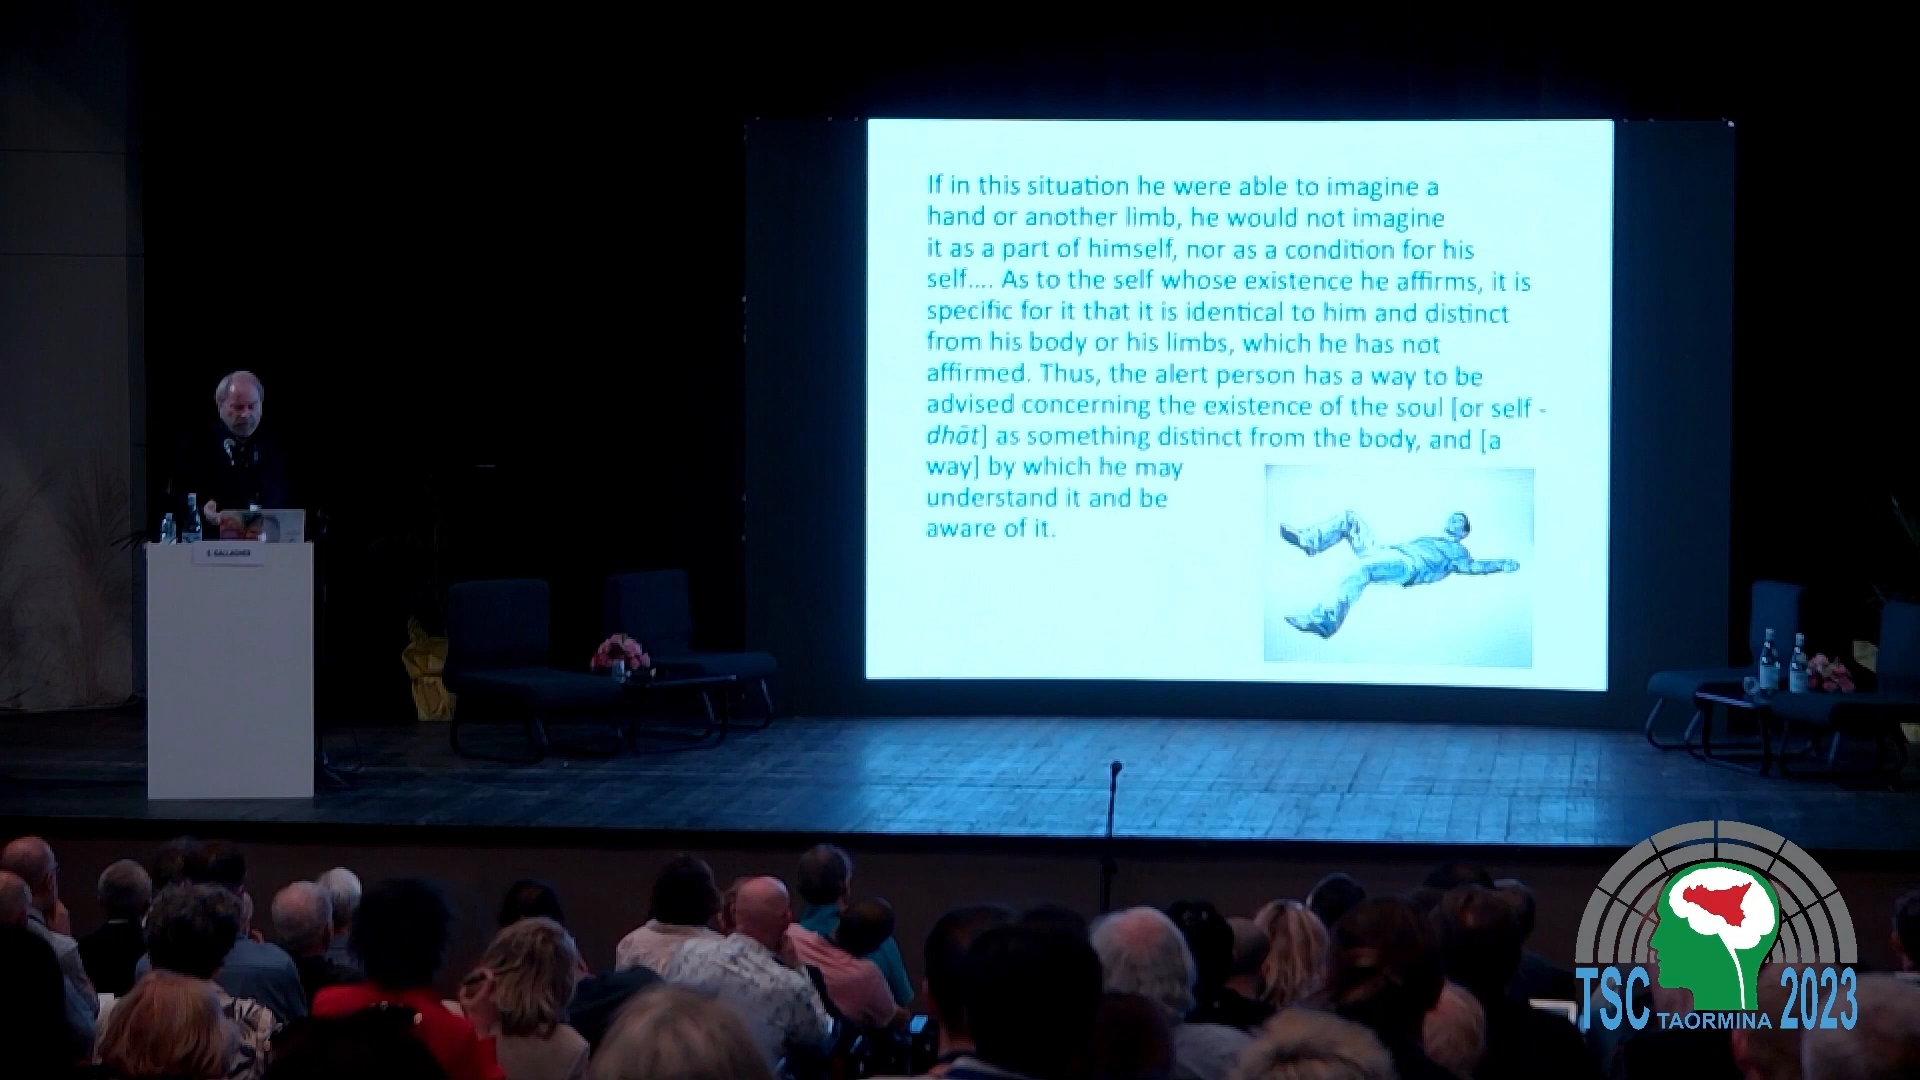 If in this situation he were able to imagine a
hand or another limb, he would not imagine
it as a part of himself, nor as a condition for his
self.... As to the self whose existence he affirms, it is
specific for it that it is identical to him and distinct
from his body or his limbs, which he has not
affirmed. Thus, the alert person has a way to be
advised concerning the existence of the soul [or self -
dhāt] as something distinct from the body, and [a
way] by which he may
understand it and be
aware of it.
S. GALLAGHER
TSC TAORMINA 2023